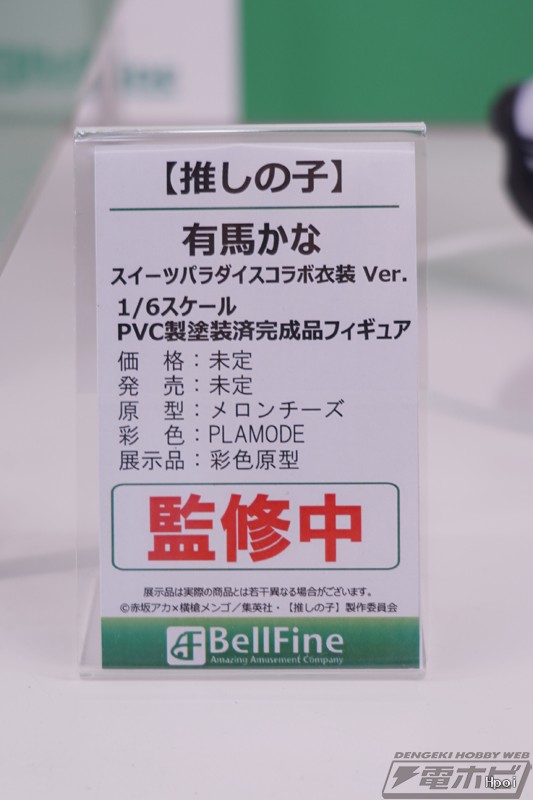 【推しの子】
有馬かな
スイーツパラダイスコラボ衣装 Ver.
1/6スケール
PVC製塗装済完成品フィギュア
価　格：未定
発　売：未定
原　型：メロンチーズ
彩　色：PLAMODE
展示品：彩色原型
監修中
展示品は実際の商品とは若干異なる場合がございます。
©赤坂アカ×横槍メンゴ／集英社・【推しの子】製作委員会
BellFine
Amazing Amusement Company
DENGEKI HOBBY WEB
電ホビ
Hpoi